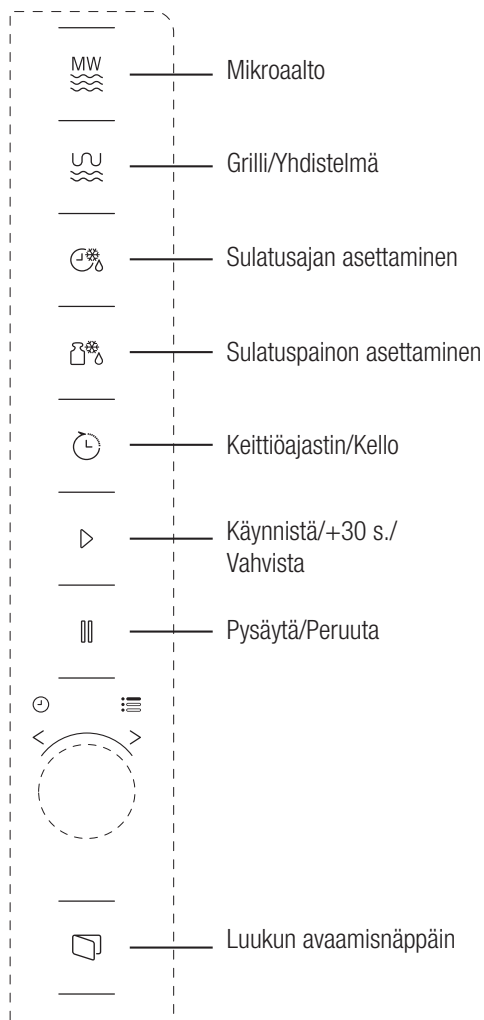 MW
Mikroaalto
Grilli/Yhdistelmä
Sulatusajan asettaminen
Sulatuspainon asettaminen
Keittiöajastin/Kello
Käynnistä/+30 s./
Vahvista
Pysäytä/Peruuta
Luukun avaamisnäppäin